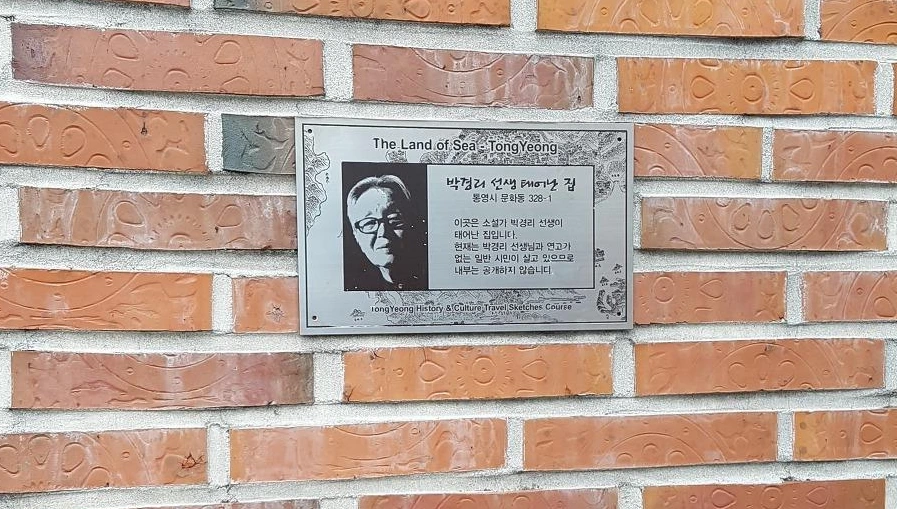 The Land of Sea - TongYeong
박경리 선생 태어난 집
통영시 문화동 328-1
이곳은 소설가 박경리 선생이
태어난 집입니다.
현재는 박경리 선생님과 연고가
없는 일반 시민이 살고 있으므로
내부는 공개하지 않습니다.
TongYeong History & Culture Travel Sketches Course